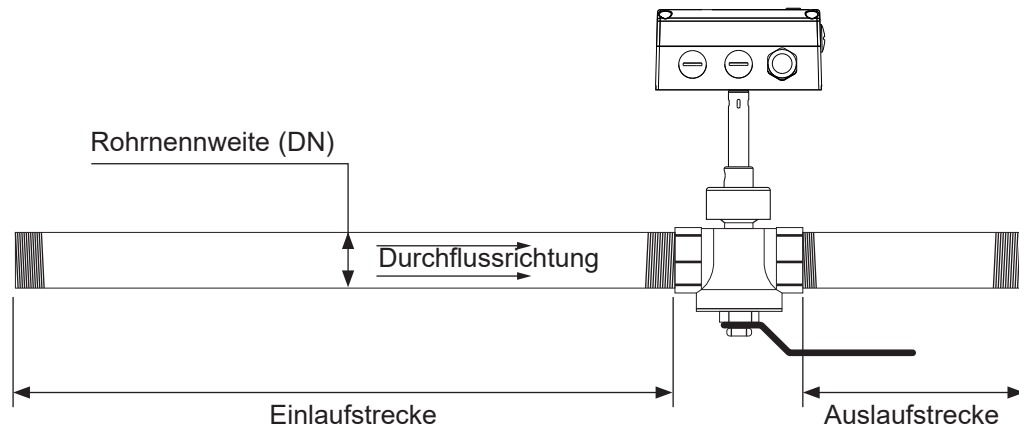 Rohrnennweite (DN)
Durchflussrichtung
Einlaufstrecke
Auslaufstrecke